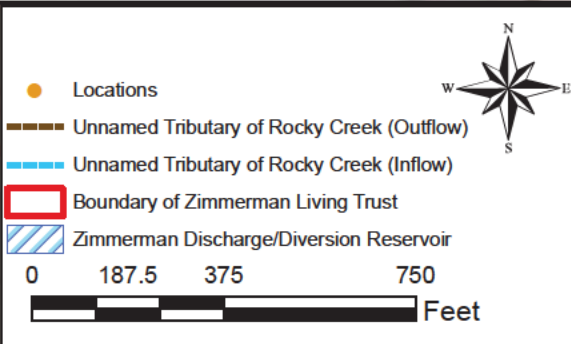 N
W E
S
Locations
Unnamed Tributary of Rocky Creek (Outflow)
Unnamed Tributary of Rocky Creek (Inflow)
Boundary of Zimmerman Living Trust
Zimmerman Discharge/Diversion Reservoir
0 187.5 375 750
Feet